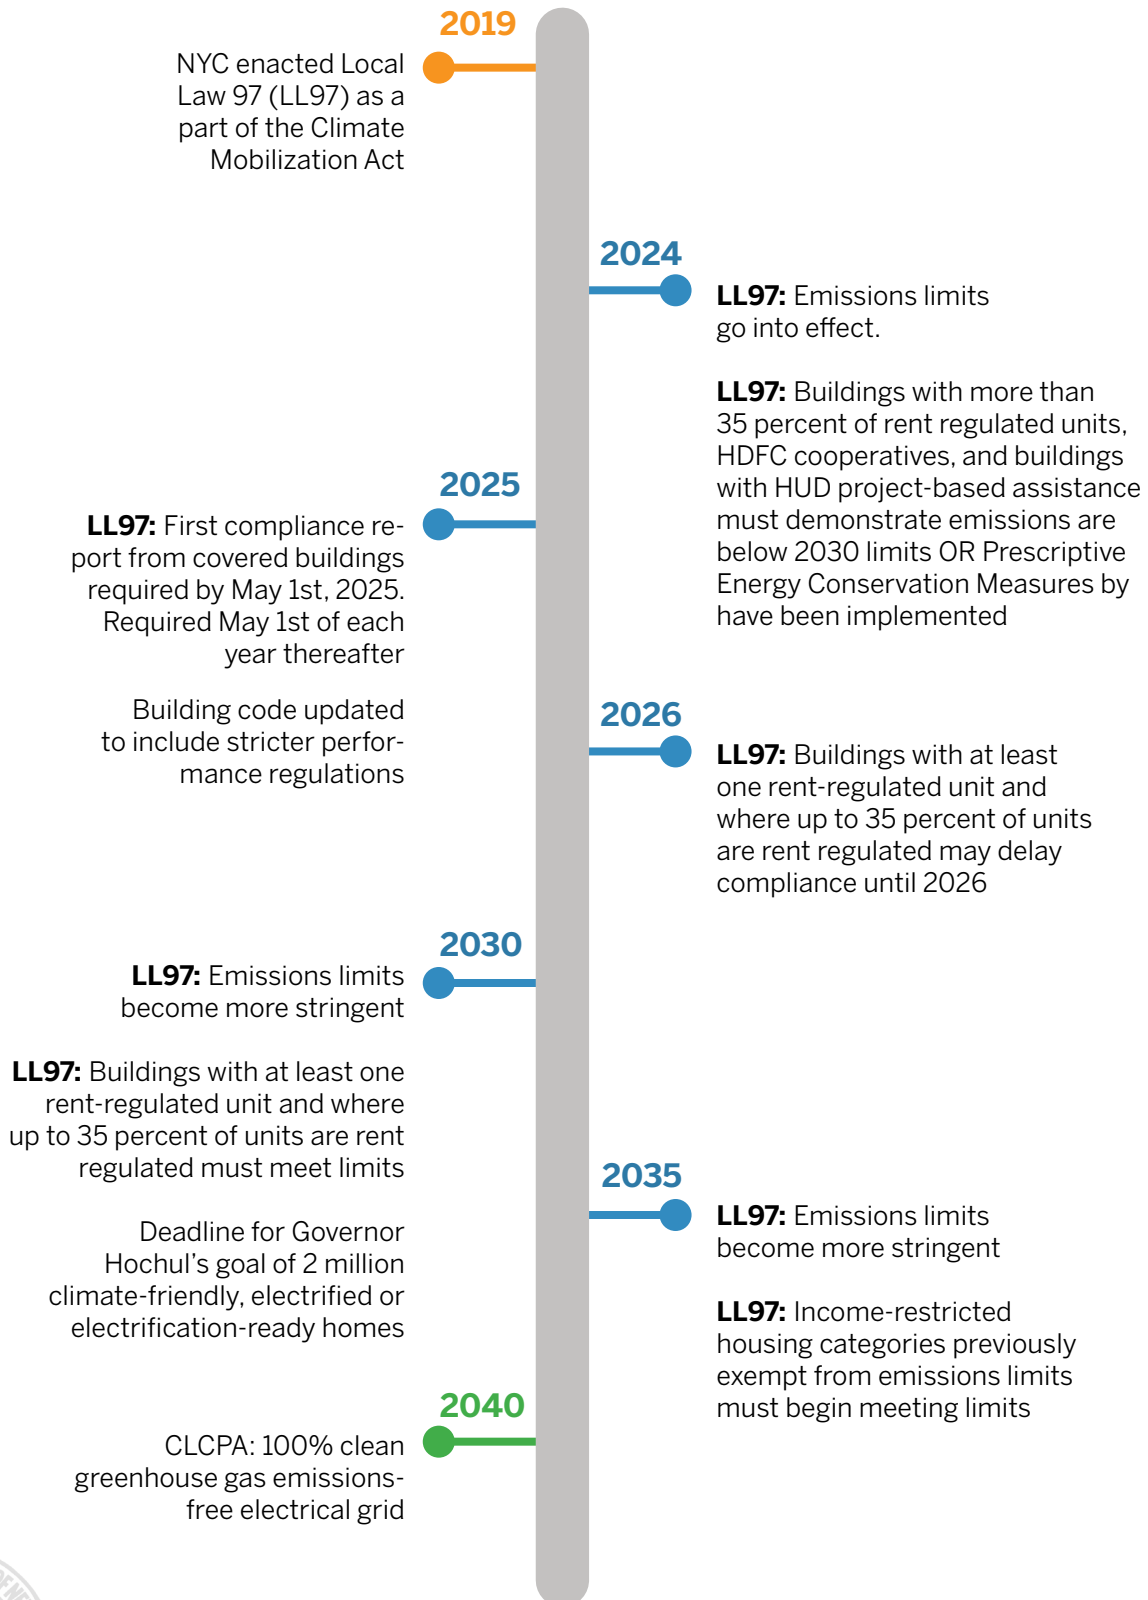 2019
NYC enacted Local
Law 97 (LL97) as a
part of the Climate
Mobilization Act
2024
LL97: Emissions limits
go into effect.
LL97: Buildings with more than
35 percent of rent regulated units,
HDFC cooperatives, and buildings
with HUD project-based assistance
must demonstrate emissions are
below 2030 limits OR Prescriptive
Energy Conservation Measures by
have been implemented
2025
LL97: First compliance re-
port from covered buildings
required by May 1st, 2025.
Required May 1st of each
year thereafter
Building code updated
to include stricter perfor-
mance regulations
2026
LL97: Buildings with at least
one rent-regulated unit and
where up to 35 percent of units
are rent regulated may delay
compliance until 2026
2030
LL97: Emissions limits
become more stringent
LL97: Buildings with at least one
rent-regulated unit and where
up to 35 percent of units are rent
regulated must meet limits
Deadline for Governor
Hochul’s goal of 2 million
climate-friendly, electrified or
electrification-ready homes
2035
LL97: Emissions limits
become more stringent
LL97: Income-restricted
housing categories previously
exempt from emissions limits
must begin meeting limits
2040
CLCPA: 100% clean
greenhouse gas emissions-
free electrical grid